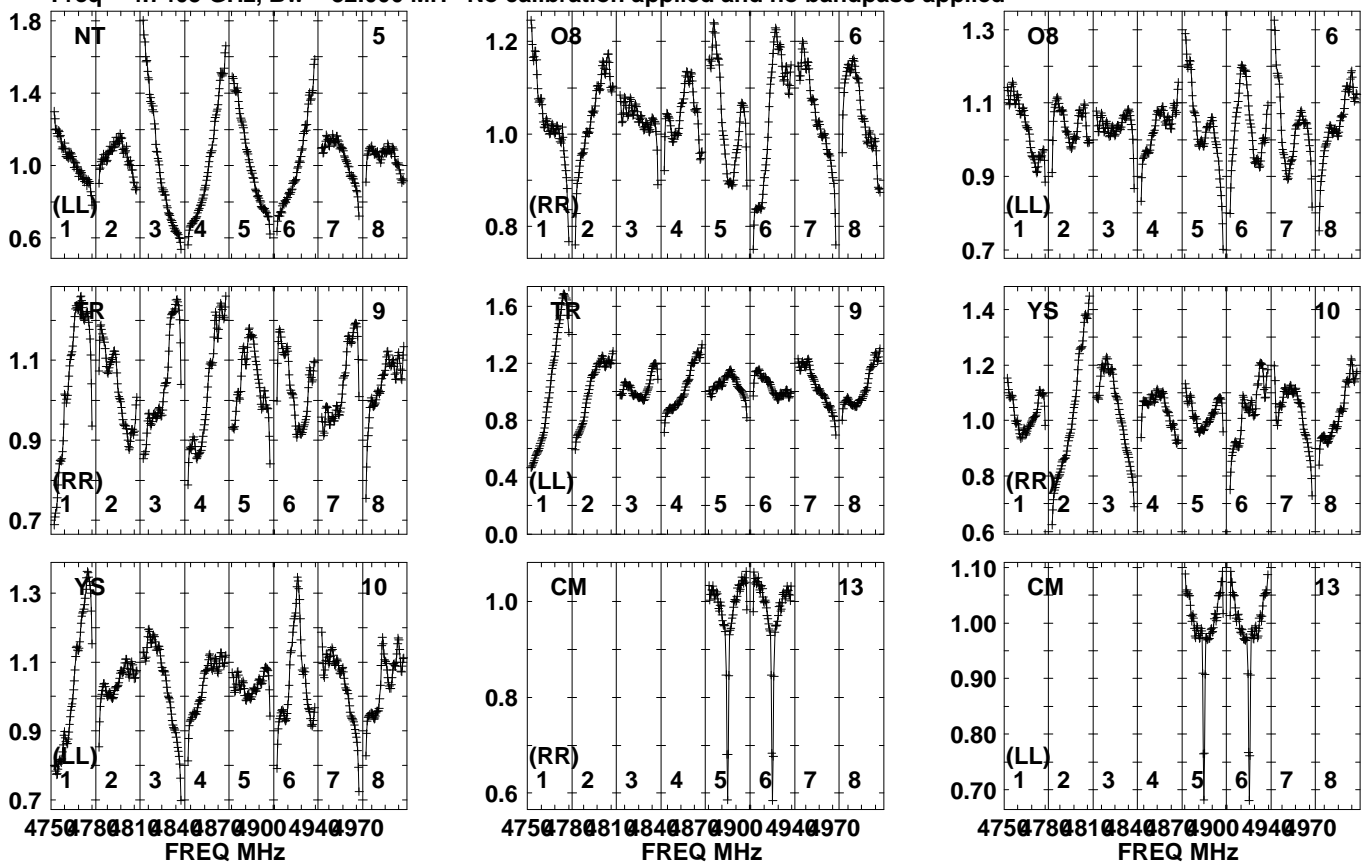 No calibration applied and no bandpass applied
1.8 NT 5
1.4
1.0
(LL)
0.6 1 2 3 4 5 6 7 8
O8 6
1.2
1.0
(RR)
0.8 1 2 3 4 5 6 7 8
1.3 O8 6
1.1
0.9
(LL)
0.7 1 2 3 4 5 6 7 8
TR 9
1.1
0.9
(RR)
0.7 1 2 3 4 5 6 7 8
1.6 TR 9
1.2
0.8
0.4 (LL)
0.0 1 2 3 4 5 6 7 8
1.4 YS 10
1.2
1.0
0.8
(RR)
0.6 1 2 3 4 5 6 7 8
YS 10
1.3
1.1
0.9
(LL)
0.7 1 2 3 4 5 6 7 8
4750 4780 4810 4840 4870 4900 4940 4970
FREQ MHz
CM 13
1.0
0.8
(RR)
0.6 1 2 3 4 5 6 7 8
4750 4780 4810 4840 4870 4900 4940 4970
FREQ MHz
1.10 CM 13
1.00
0.90
0.80
(LL)
0.70 1 2 3 4 5 6 7 8
4750 4780 4810 4840 4870 4900 4940 4970
FREQ MHz